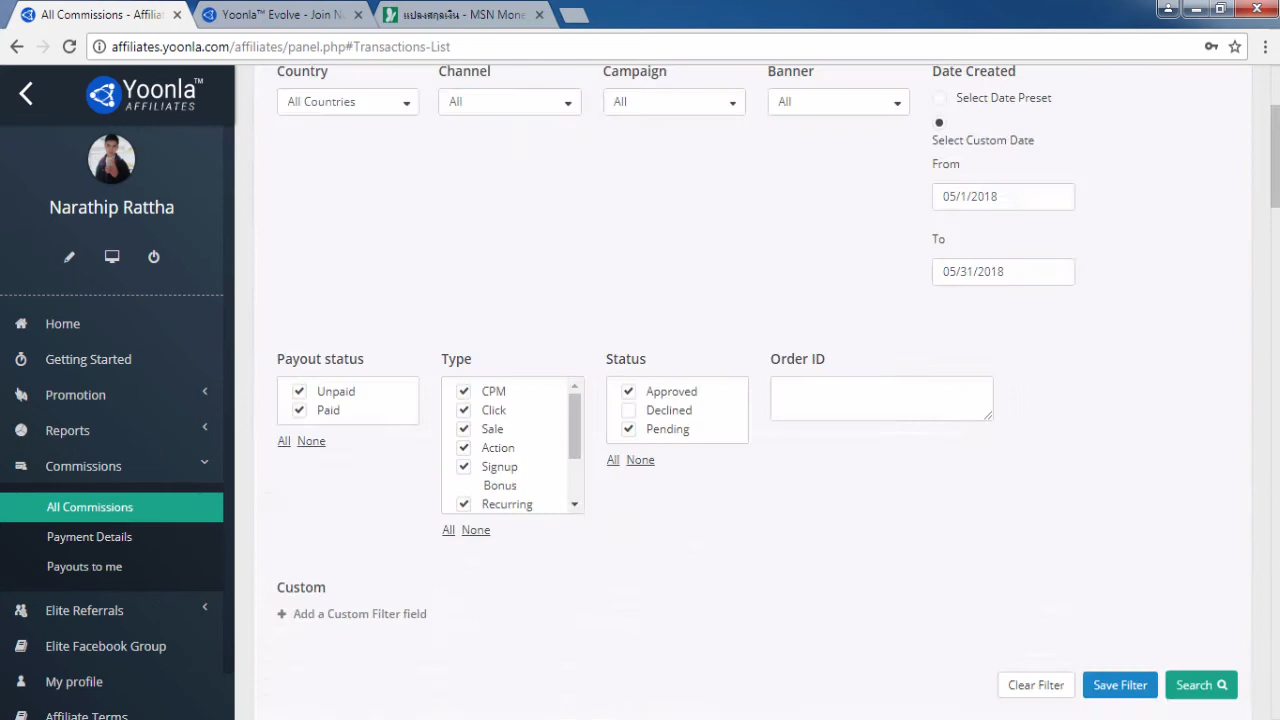 All Commissions - Affiliat
Yoonla™ Evolve - Join N
แปลงสกุลเงิน - MSN Mone
affiliates.yoonla.com/affiliates/panel.php#Transactions-List
Yoonla™
AFFILIATES
Narathip Rattha
Home
Getting Started
Promotion
Reports
Commissions
All Commissions
Payment Details
Payouts to me
Elite Referrals
Elite Facebook Group
My profile
Affiliate Terms
Country
Channel
Campaign
Banner
Date Created
All Countries
All
All
All
Select Date Preset
Select Custom Date
From
05/1/2018
To
05/31/2018
Payout status
Type
Status
Order ID
Unpaid
Paid
All None
CPM
Click
Sale
Action
Signup
Bonus
Recurring
All None
Approved
Declined
Pending
All None
Custom
Add a Custom Filter field
Clear Filter
Save Filter
Search